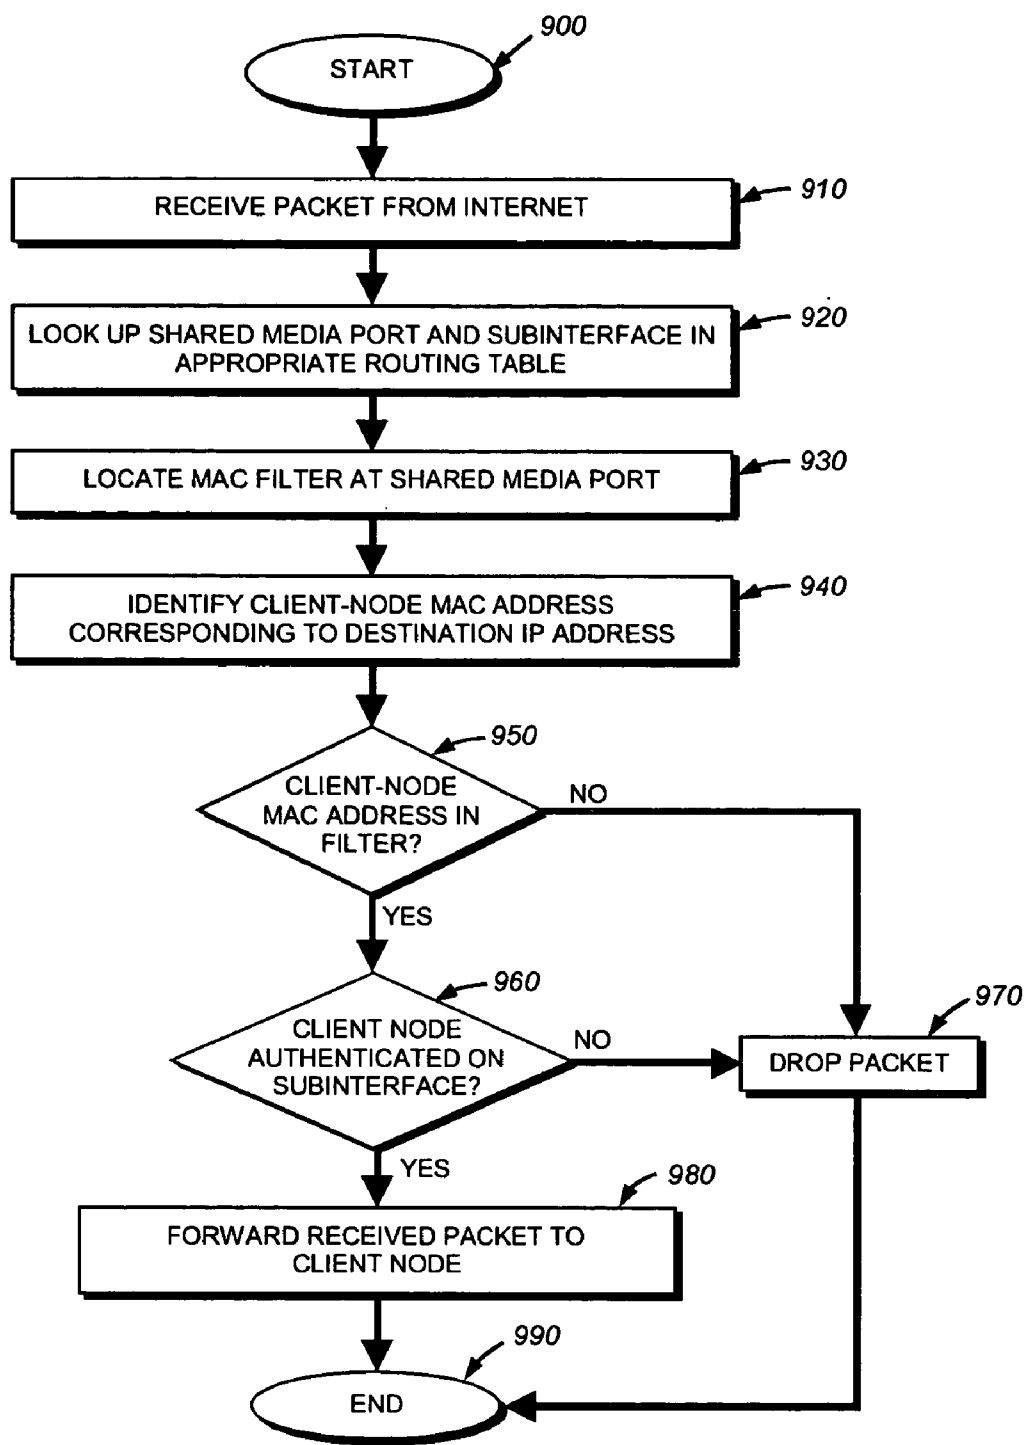 900
START
910
RECEIVE PACKET FROM INTERNET
920
LOOK UP SHARED MEDIA PORT AND SUBINTERFACE IN
APPROPRIATE ROUTING TABLE
930
LOCATE MAC FILTER AT SHARED MEDIA PORT
940
IDENTIFY CLIENT-NODE MAC ADDRESS
CORRESPONDING TO DESTINATION IP ADDRESS
950
CLIENT-NODE
MAC ADDRESS IN
FILTER?
NO
YES
960
CLIENT NODE
AUTHENTICATED ON
SUBINTERFACE?
NO
970
DROP PACKET
YES
980
FORWARD RECEIVED PACKET TO
CLIENT NODE
990
END